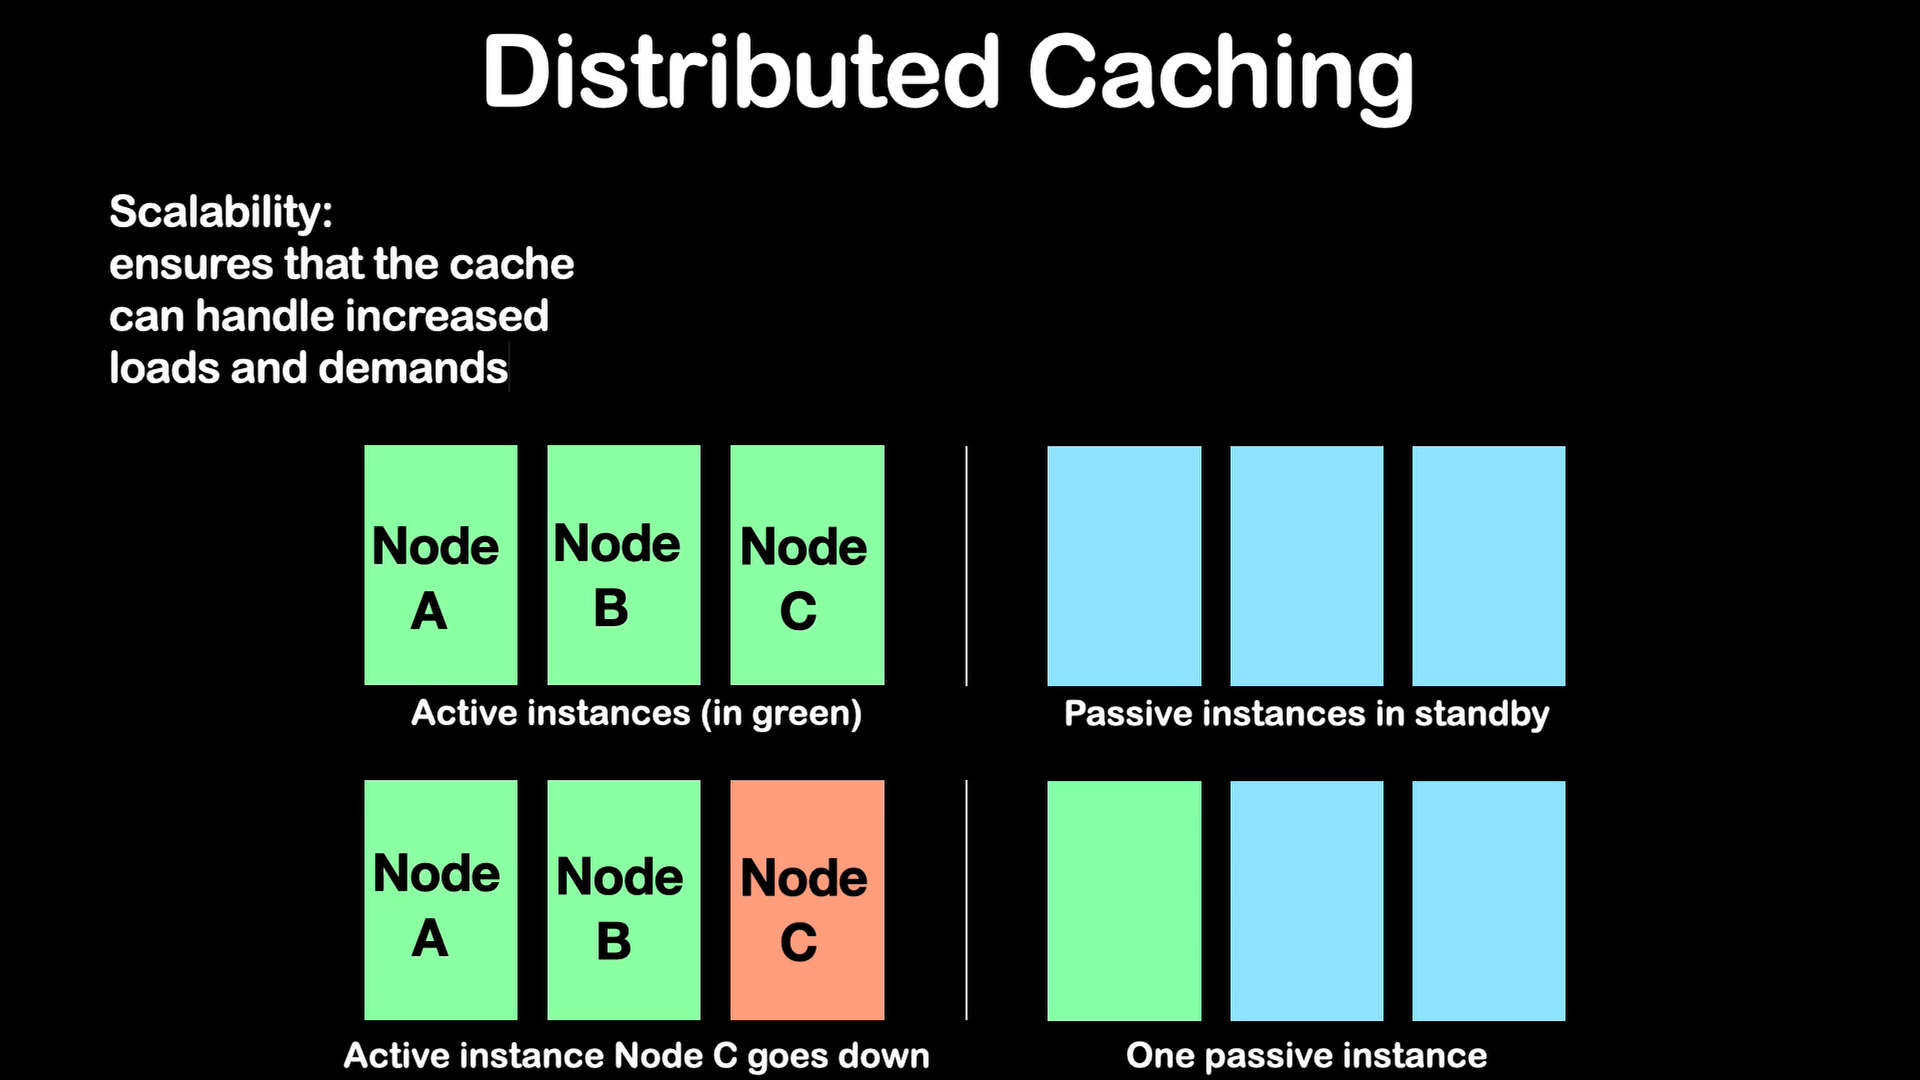 Distributed Caching
Scalability:
ensures that the cache
can handle increased
loads and demands
Node
A
Node
B
Node
C
Active instances (in green)
Passive instances in standby
Node
A
Node
B
Node
C
Active instance Node C goes down
One passive instance